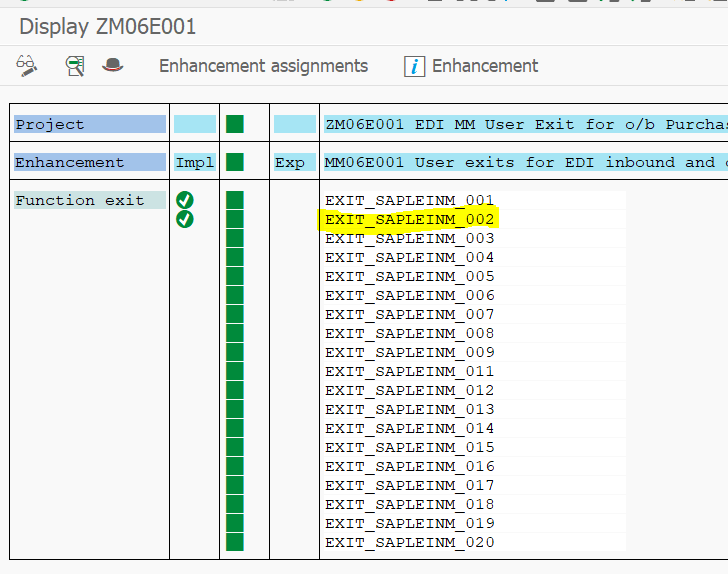 Display ZM06E001
Enhancement assignments Enhancement
Project ZM06E001 EDI MM User Exit for o/b
Enhancement Impl Exp MM06E001 User exits for EDI inbound and
Function exit EXIT_SAPLEINM_001
EXIT_SAPLEINM_002
EXIT_SAPLEINM_003
EXIT_SAPLEINM_004
EXIT_SAPLEINM_005
EXIT_SAPLEINM_006
EXIT_SAPLEINM_007
EXIT_SAPLEINM_008
EXIT_SAPLEINM_009
EXIT_SAPLEINM_011
EXIT_SAPLEINM_012
EXIT_SAPLEINM_013
EXIT_SAPLEINM_014
EXIT_SAPLEINM_015
EXIT_SAPLEINM_016
EXIT_SAPLEINM_017
EXIT_SAPLEINM_018
EXIT_SAPLEINM_019
EXIT_SAPLEINM_020